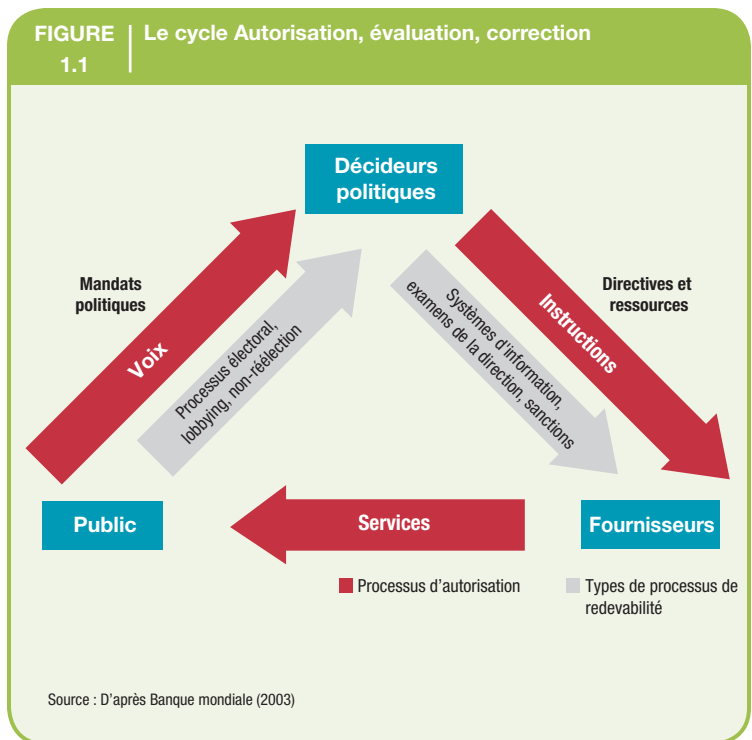 FIGURE
1.1
Le cycle Autorisation, évaluation, correction
Décideurs
politiques
Mandats
politiques
Voix
Processus électoral,
lobbying, non-réélection
Systèmes d'information,
examens de la direction, sanctions
Instructions
Directives et
ressources
Public
Services
Fournisseurs
Processus d'autorisation
Types de processus de
redevabilité
Source : D'après Banque mondiale (2003)